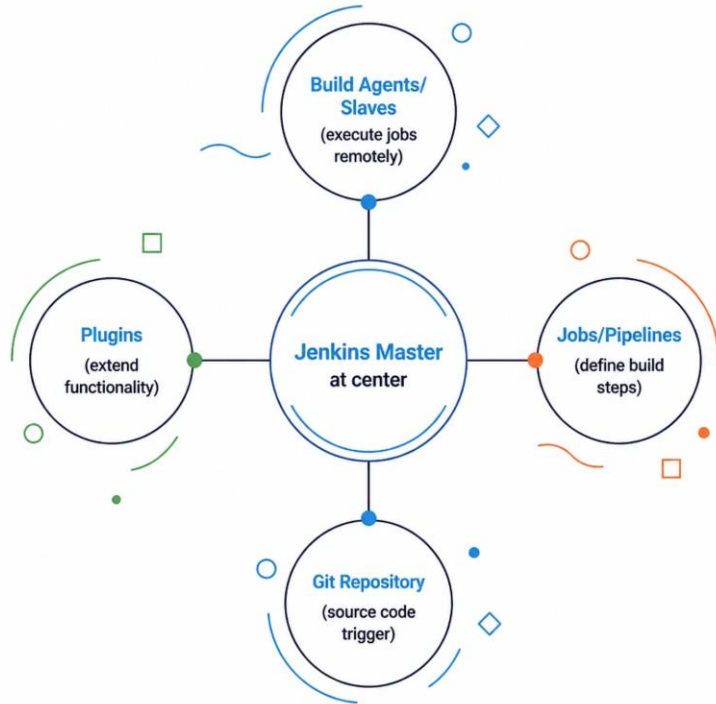 Build Agents/
Slaves
(execute jobs
remotely)
Plugins
(extend
functionality)
Jenkins Master
at center
Jobs/Pipelines
(define build
steps)
Git Repository
(source code
trigger)